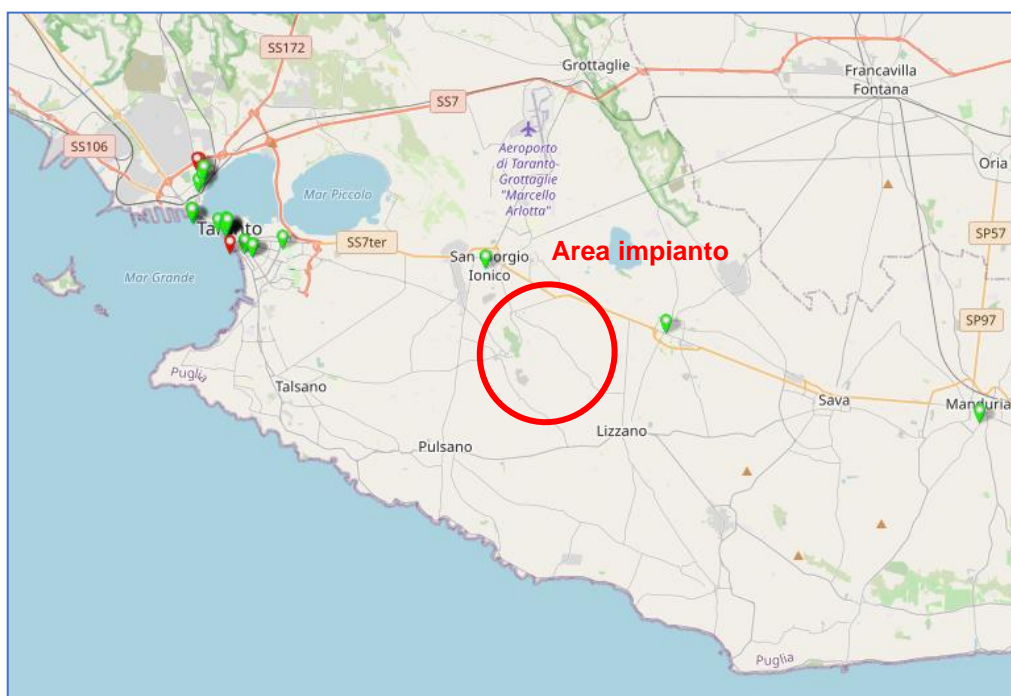 SS172
Grottaglie
Francavilla
Fontana
SS7
SS106
Aeroporto
di Taranto-
Grottaglie
"Marcello
Arlotta"
Oria
Mar Piccolo
Taranto
SS7ter
SP57
San Giorgio
Ionico
Area impianto
Mar Grande
SP97
Puglia
Talsano
Sava
Manduria
Lizzano
Pulsano
Puglia